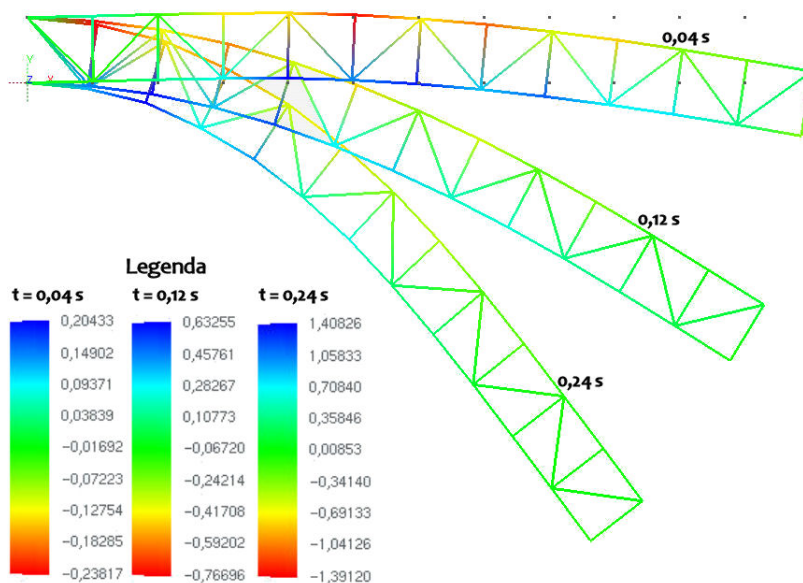 0,04 s
Y
Z X
0,12 s
0,24 s
Legenda
t = 0,04 s t = 0,12 s t = 0,24 s
0,20433 0,63255 1,40826
0,14902 0,45761 1,05833
0,09371 0,28267 0,70840
0,03839 0,10773 0,35846
−0,01692 −0,06720 0,00853
−0,07223 −0,24214 −0,34140
−0,12754 −0,41708 −0,69133
−0,18285 −0,59202 −1,04126
−0,23817 −0,76696 −1,39120